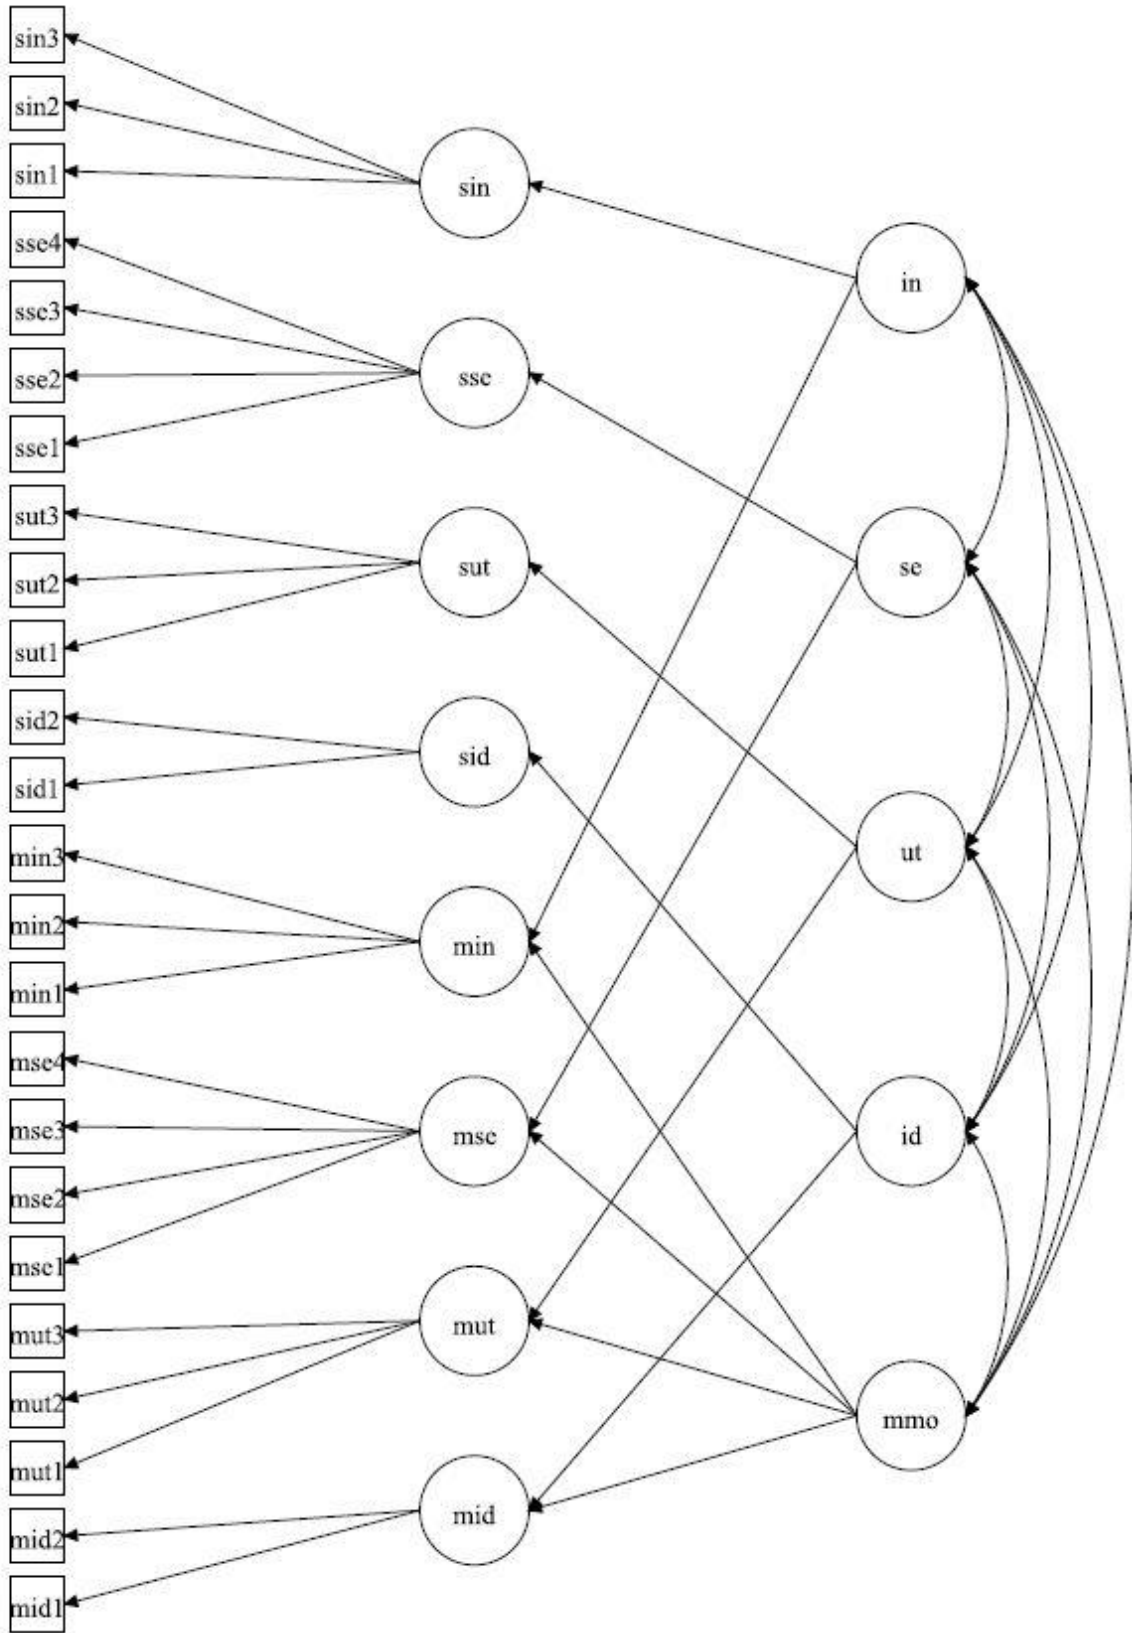 sin3
sin2
sin1
sse4
sse3
sse2
sse1
sut3
sut2
sut1
sid2
sid1
min3
min2
min1
mse4
mse3
mse2
mse1
mut3
mut2
mut1
mid2
mid1
sin
sse
sut
sid
min
mse
mut
mid
in
se
ut
id
mmo